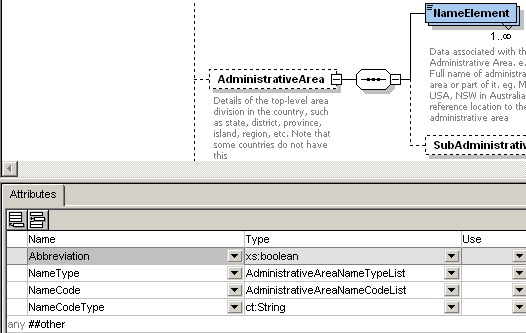 NameElement
1..∞
Data associated with the
Administrative Area. e.
Full name of administra
area or part of it. eg. M
USA, NSW in Australia
reference location to the
administrative area
AdministrativeArea
Details of the top-level area
division in the country, such
as state, district, province,
island, region, etc. Note that
some countries do not have
this
SubAdministrativ
Attributes
Name Type Use
Abbreviation xs:boolean
NameType AdministrativeAreaNameTypeList
NameCode AdministrativeAreaNameCodeList
NameCodeType ct:String
any ##other